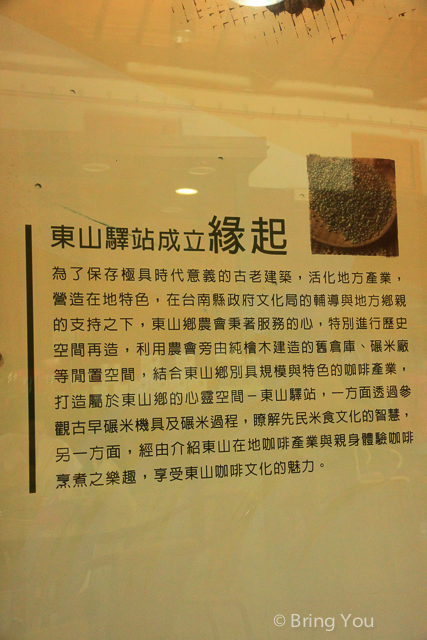 東山驛站成立緣起
為了保存極具時代意義的古老建築，活化地方產業，
營造在地特色，在台南縣政府文化局的輔導與地方鄉親
的支持之下，東山鄉農會秉著服務的心，特別進行歷史
空間再造，利用農會旁由純檜木建造的舊倉庫、碾米廠
等閒置空間，結合東山鄉別具規模與特色的咖啡產業，
打造屬於東山鄉的心靈空間－東山驛站，一方面透過參
觀古早碾米機具及碾米過程，瞭解先民米食文化的智慧，
另一方面，經由介紹東山在地咖啡產業與親身體驗咖啡
烹煮之樂趣，享受東山咖啡文化的魅力。
© Bring You